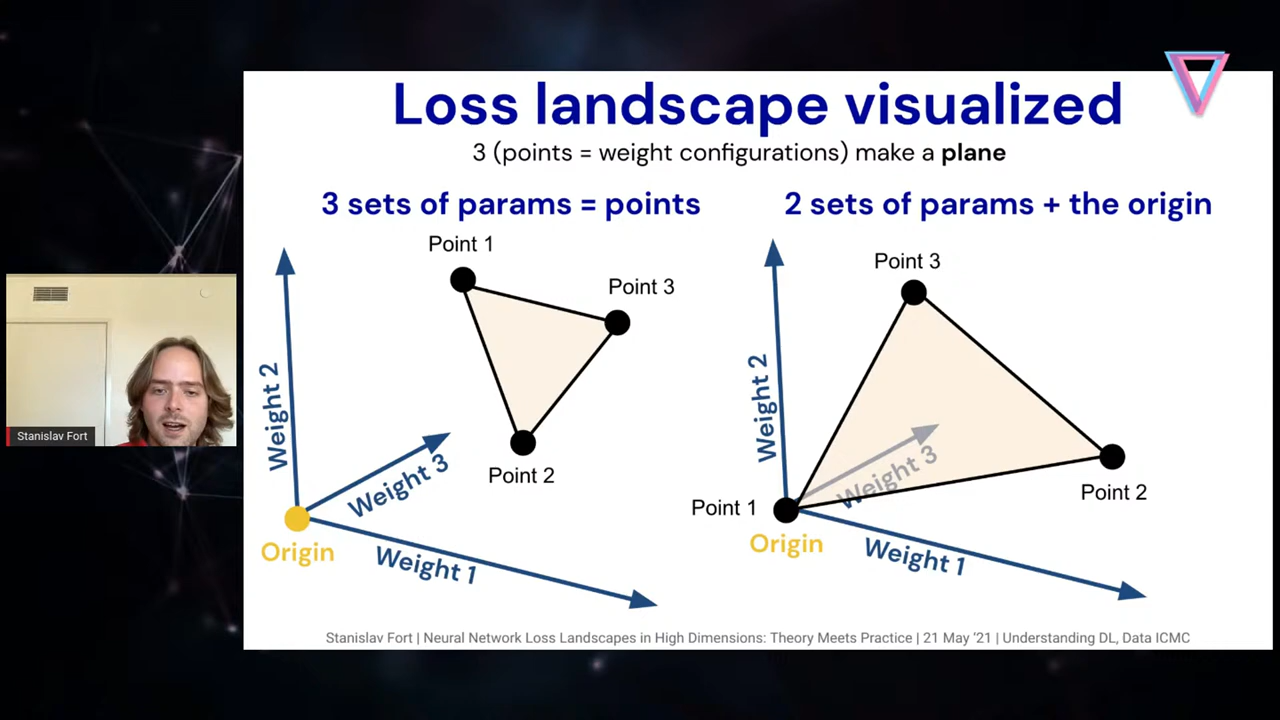 Loss landscape visualized
3 (points = weight configurations) make a plane
3 sets of params = points
Point 1
Point 3
Point 2
Weight 2
Weight 3
Weight 1
Origin
2 sets of params + the origin
Point 3
Point 2
Point 1
Weight 2
Weight 3
Weight 1
Origin
Stanislav Fort
Stanislav Fort | Neural Network Loss Landscapes in High Dimensions: Theory Meets Practice | 21 May '21 | Understanding DL, Data ICMC